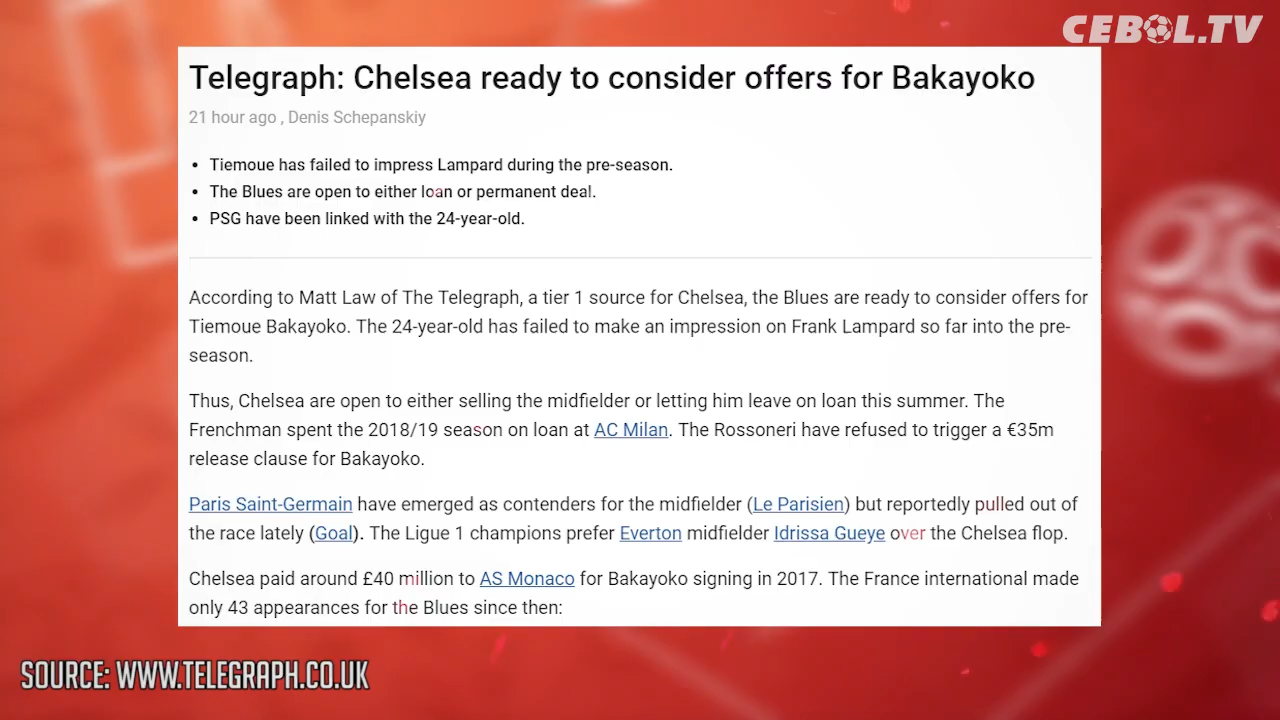 CEBOL.TV
Telegraph: Chelsea ready to consider offers for Bakayoko
21 hour ago , Denis Schepanskiy
• Tiemoue has failed to impress Lampard during the pre-season.
• The Blues are open to either loan or permanent deal.
• PSG have been linked with the 24-year-old.
According to Matt Law of The Telegraph, a tier 1 source for Chelsea, the Blues are ready to consider offers for
Tiemoue Bakayoko. The 24-year-old has failed to make an impression on Frank Lampard so far into the pre-
season.
Thus, Chelsea are open to either selling the midfielder or letting him leave on loan this summer. The
Frenchman spent the 2018/19 season on loan at AC Milan. The Rossoneri have refused to trigger a €35m
release clause for Bakayoko.
Paris Saint-Germain have emerged as contenders for the midfielder (Le Parisien) but reportedly pulled out of
the race lately (Goal). The Ligue 1 champions prefer Everton midfielder Idrissa Gueye over the Chelsea flop.
Chelsea paid around £40 million to AS Monaco for Bakayoko signing in 2017. The France international made
only 43 appearances for the Blues since then:
SOURCE: WWW.TELEGRAPH.CO.UK